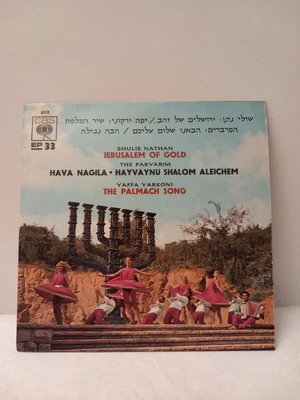 CBS
EP 33
שולי נתן: ירושלים של זהב / יפה ירקוני: שיר הפלמח
הפרברים: הבאנו שלום עליכם / הבה נגילה
SHULIE NATHAN
JERUSALEM OF GOLD
THE PARVARIM
HAVA NAGILA • HAYVAYNU SHALOM ALEICHEM
YAFFA YARKONI
THE PALMACH SONG